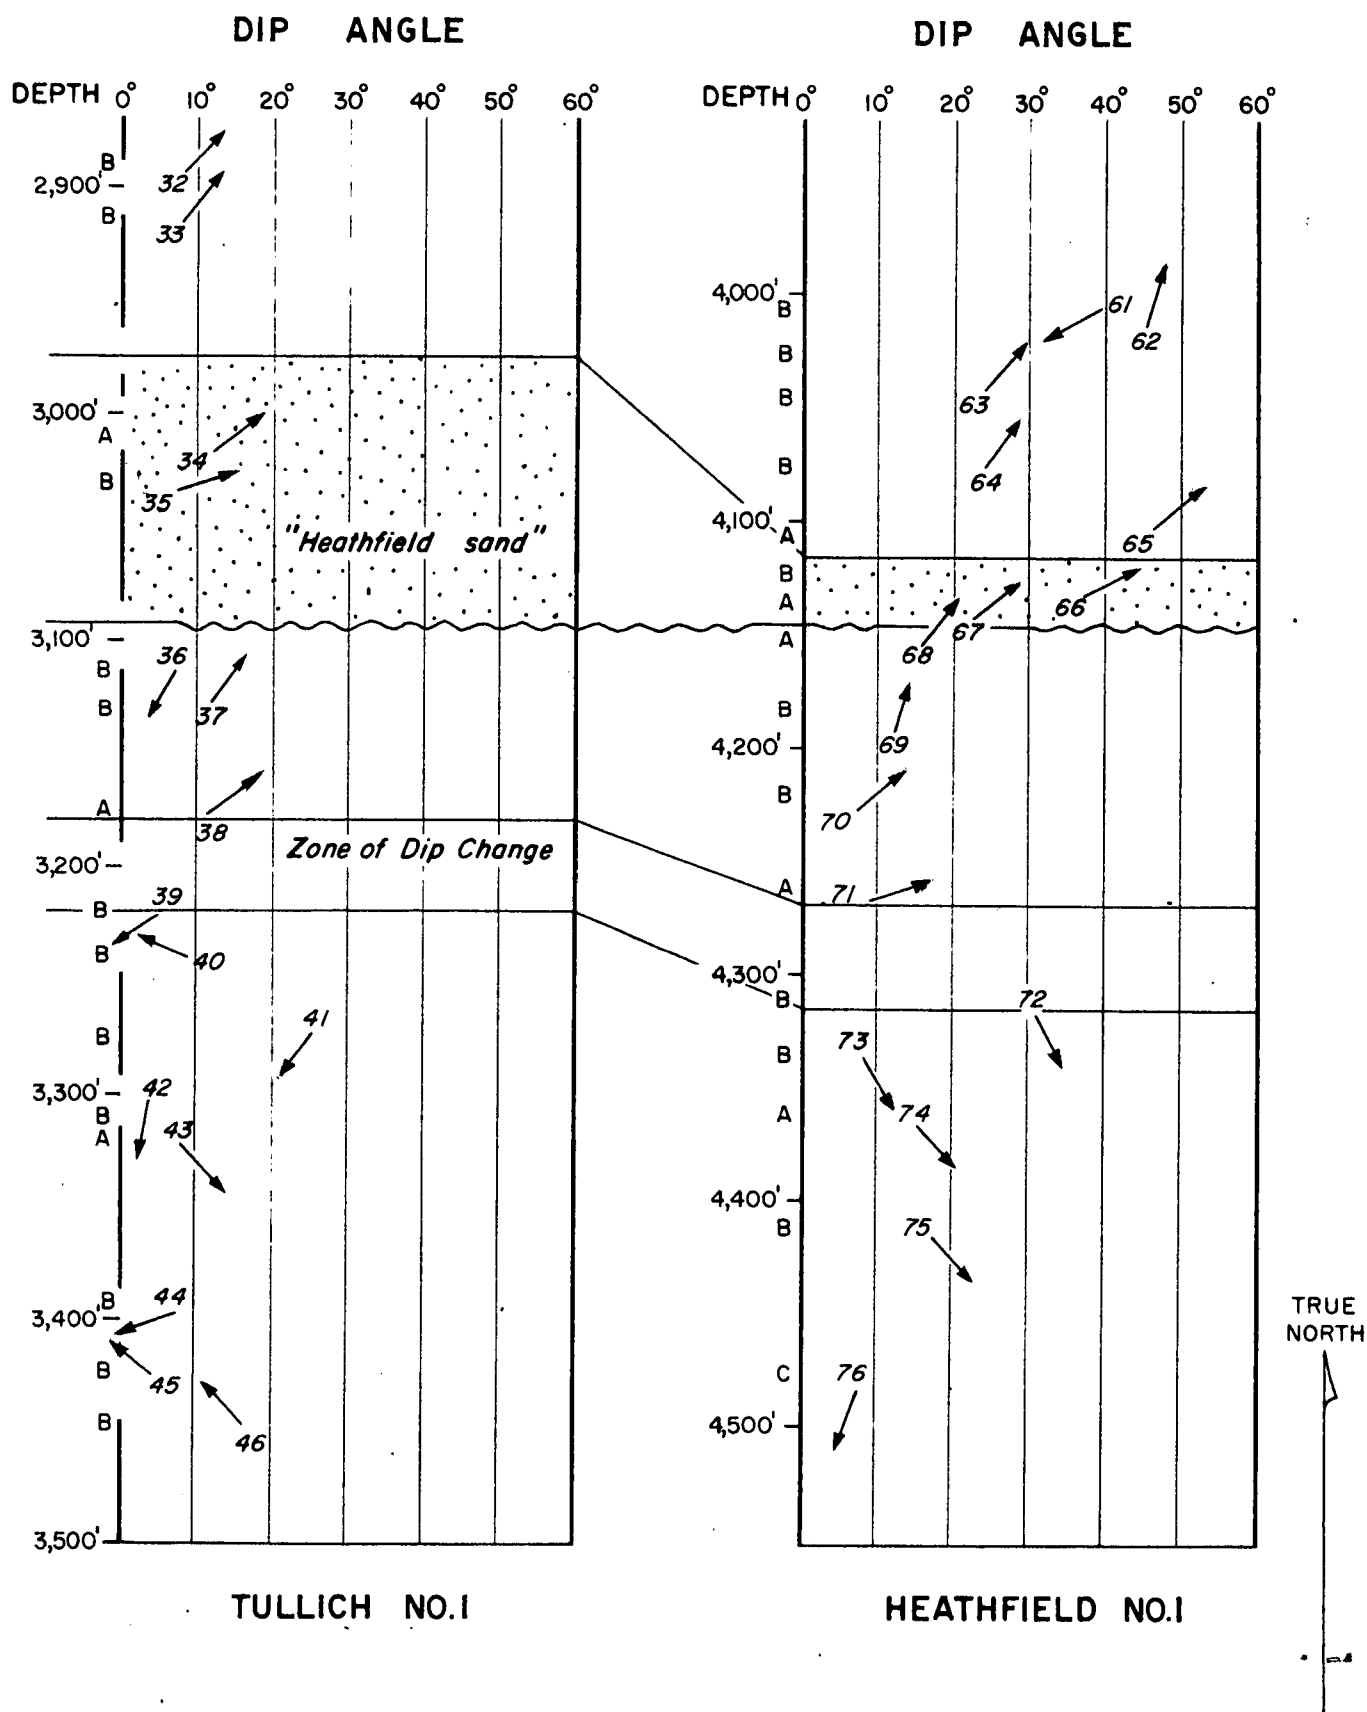 DIP ANGLE
DEPTH 0° 10° 20° 30° 40° 50° 60°
B
2,900'
32
B
33
3,000'
A
34
B
35
"Heathfield sand"
3,100'
36
B
B
37
A
38
Zone of Dip Change
3,200'
39
B
B
40
41
B
3,300'
42
B
A
43
B
44
3,400'
B
45
B
46
3,500'
TULLICH NO.1
DIP ANGLE
DEPTH 0° 10° 20° 30° 40° 50° 60°
4,000'
B
61
62
B
B
63
B
64
4,100'
A
65
B
A
66
67
A
68
B
4,200'
69
B
70
A
71
4,300'
B
72
73
B
A
74
4,400'
B
75
C
76
4,500'
HEATHFIELD NO.1
TRUE
NORTH